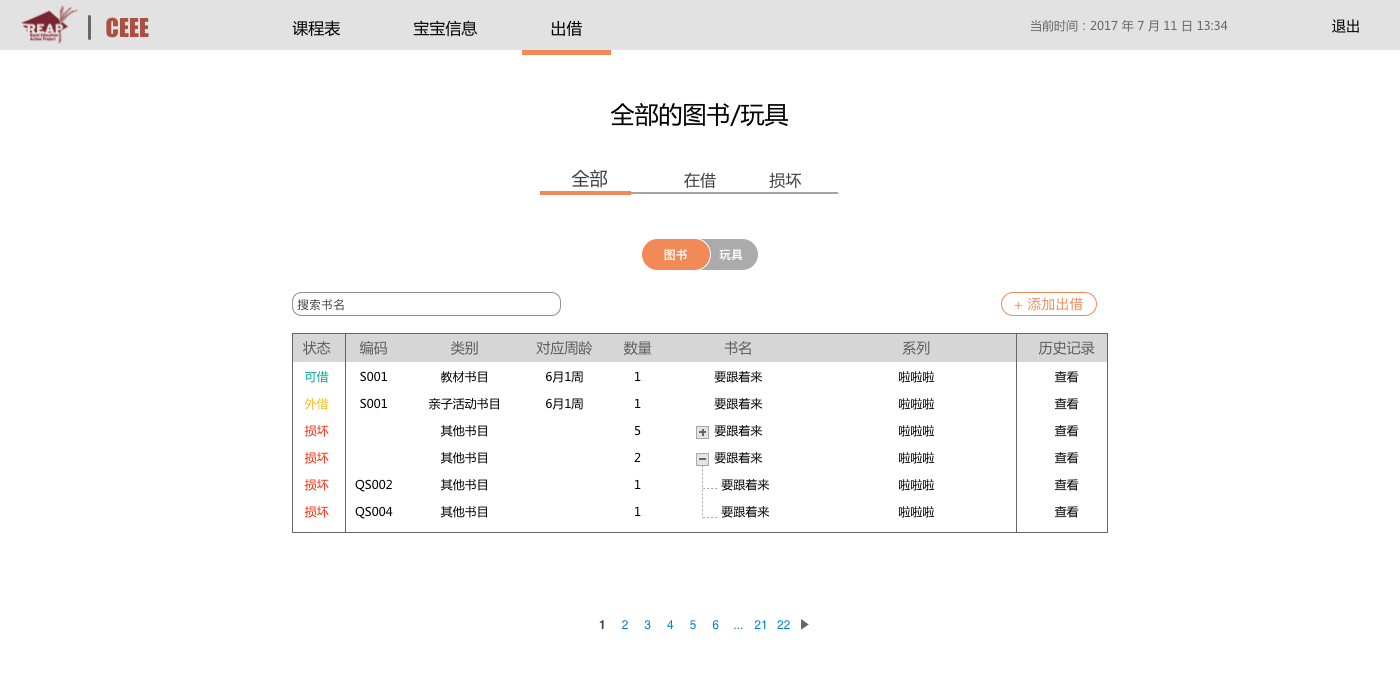 REAP
Rural Education
Action Project
CEEE
课程表 宝宝信息 出借
当前时间：2017 年 7 月 11 日 13:34
退出
全部的图书/玩具
全部 在借 损坏
图书 玩具
搜索书名
+ 添加出借
状态 编码 类别 对应周龄 数量 书名 系列 历史记录
可借 S001 教材书目 6月1周 1 要跟着来 啦啦啦 查看
外借 S001 亲子活动书目 6月1周 1 要跟着来 啦啦啦 查看
损坏 其他书目 5 要跟着来 啦啦啦 查看
损坏 其他书目 2 要跟着来 啦啦啦 查看
损坏 QS002 其他书目 1 要跟着来 啦啦啦 查看
损坏 QS004 其他书目 1 要跟着来 啦啦啦 查看
1 2 3 4 5 6 ... 21 22